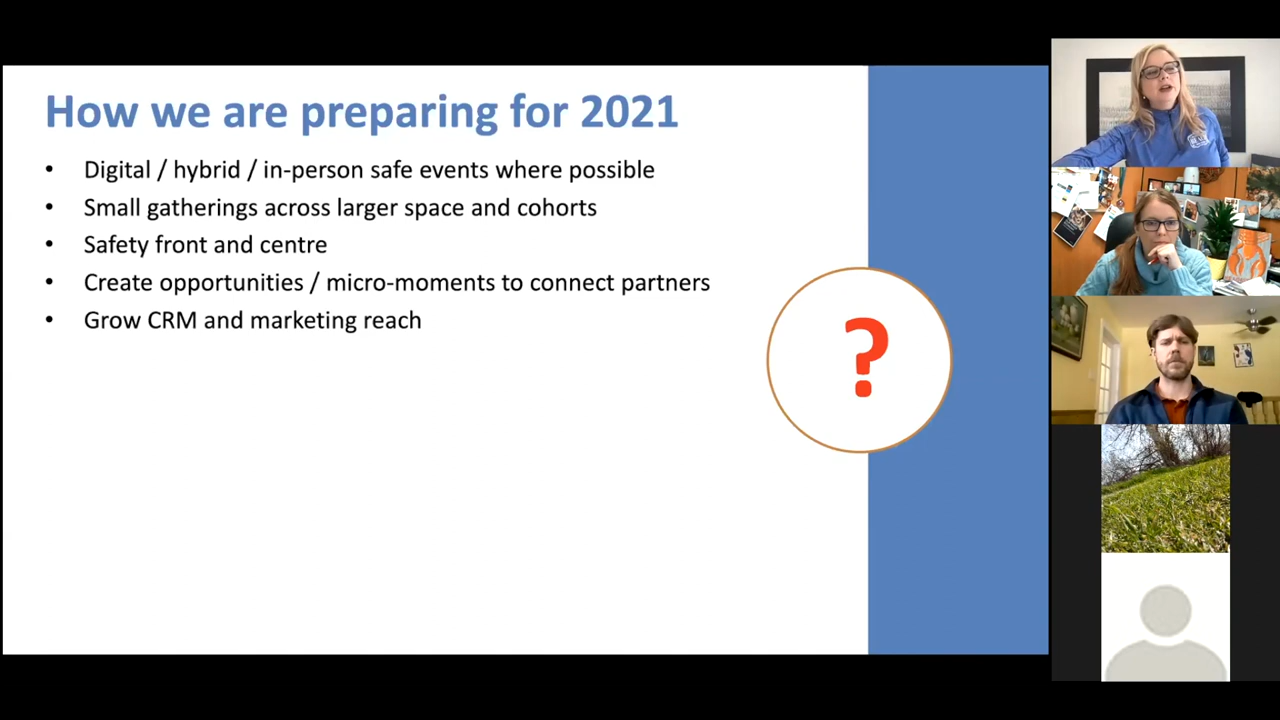 How we are preparing for 2021
• Digital / hybrid / in-person safe events where possible
• Small gatherings across larger space and cohorts
• Safety front and centre
• Create opportunities / micro-moments to connect partners
• Grow CRM and marketing reach
?